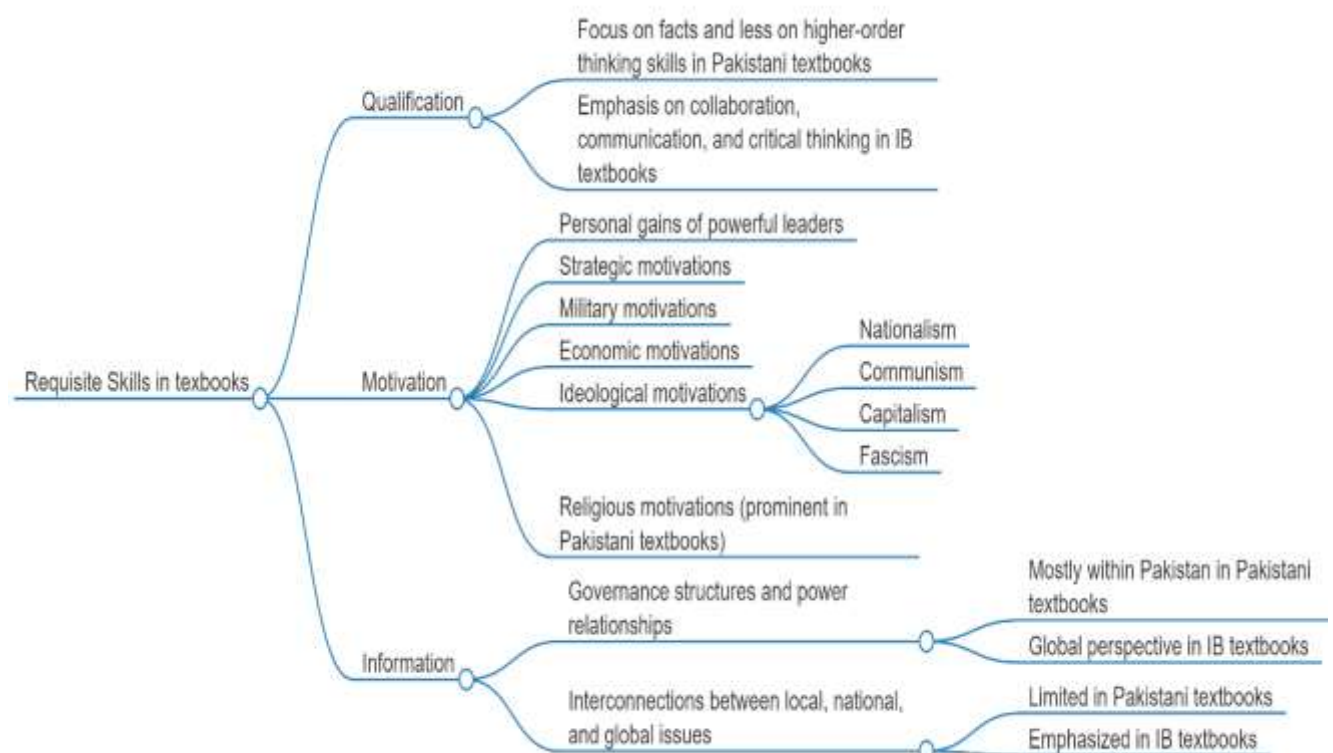 Focus on facts and less on higher-order
thinking skills in Pakistani textbooks
Qualification
Emphasis on collaboration,
communication, and critical thinking in IB
textbooks
Personal gains of powerful leaders
Strategic motivations
Military motivations
Economic motivations
Requisite Skills in texbooks
Motivation
Ideological motivations
Nationalism
Communism
Capitalism
Fascism
Religious motivations (prominent in
Pakistani textbooks)
Governance structures and power
relationships
Mostly within Pakistan in Pakistani
textbooks
Global perspective in IB textbooks
Information
Interconnections between local, national,
and global issues
Limited in Pakistani textbooks
Emphasized in IB textbooks